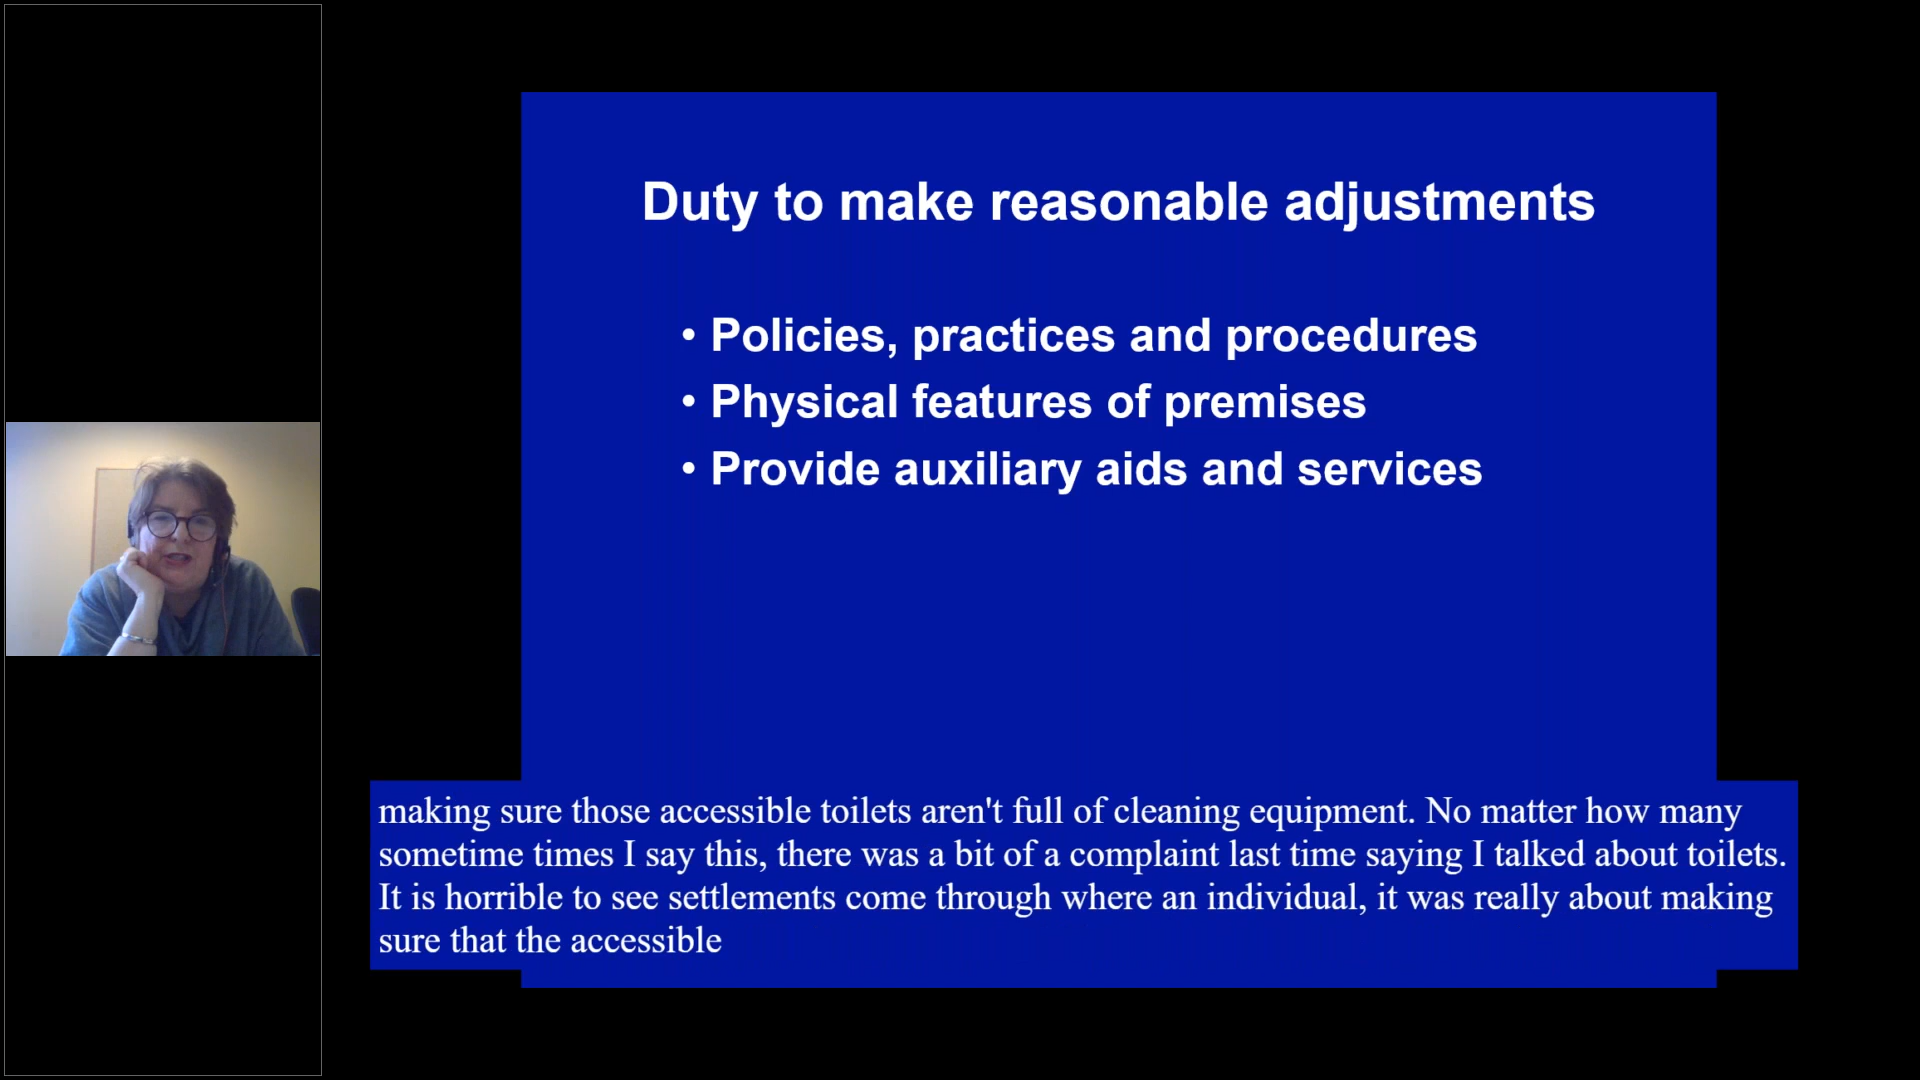 Duty to make reasonable adjustments
• Policies, practices and procedures
• Physical features of premises
• Provide auxiliary aids and services
making sure those accessible toilets aren't full of cleaning equipment. No matter how many
sometime times I say this, there was a bit of a complaint last time saying I talked about toilets.
It is horrible to see settlements come through where an individual, it was really about making
sure that the accessible